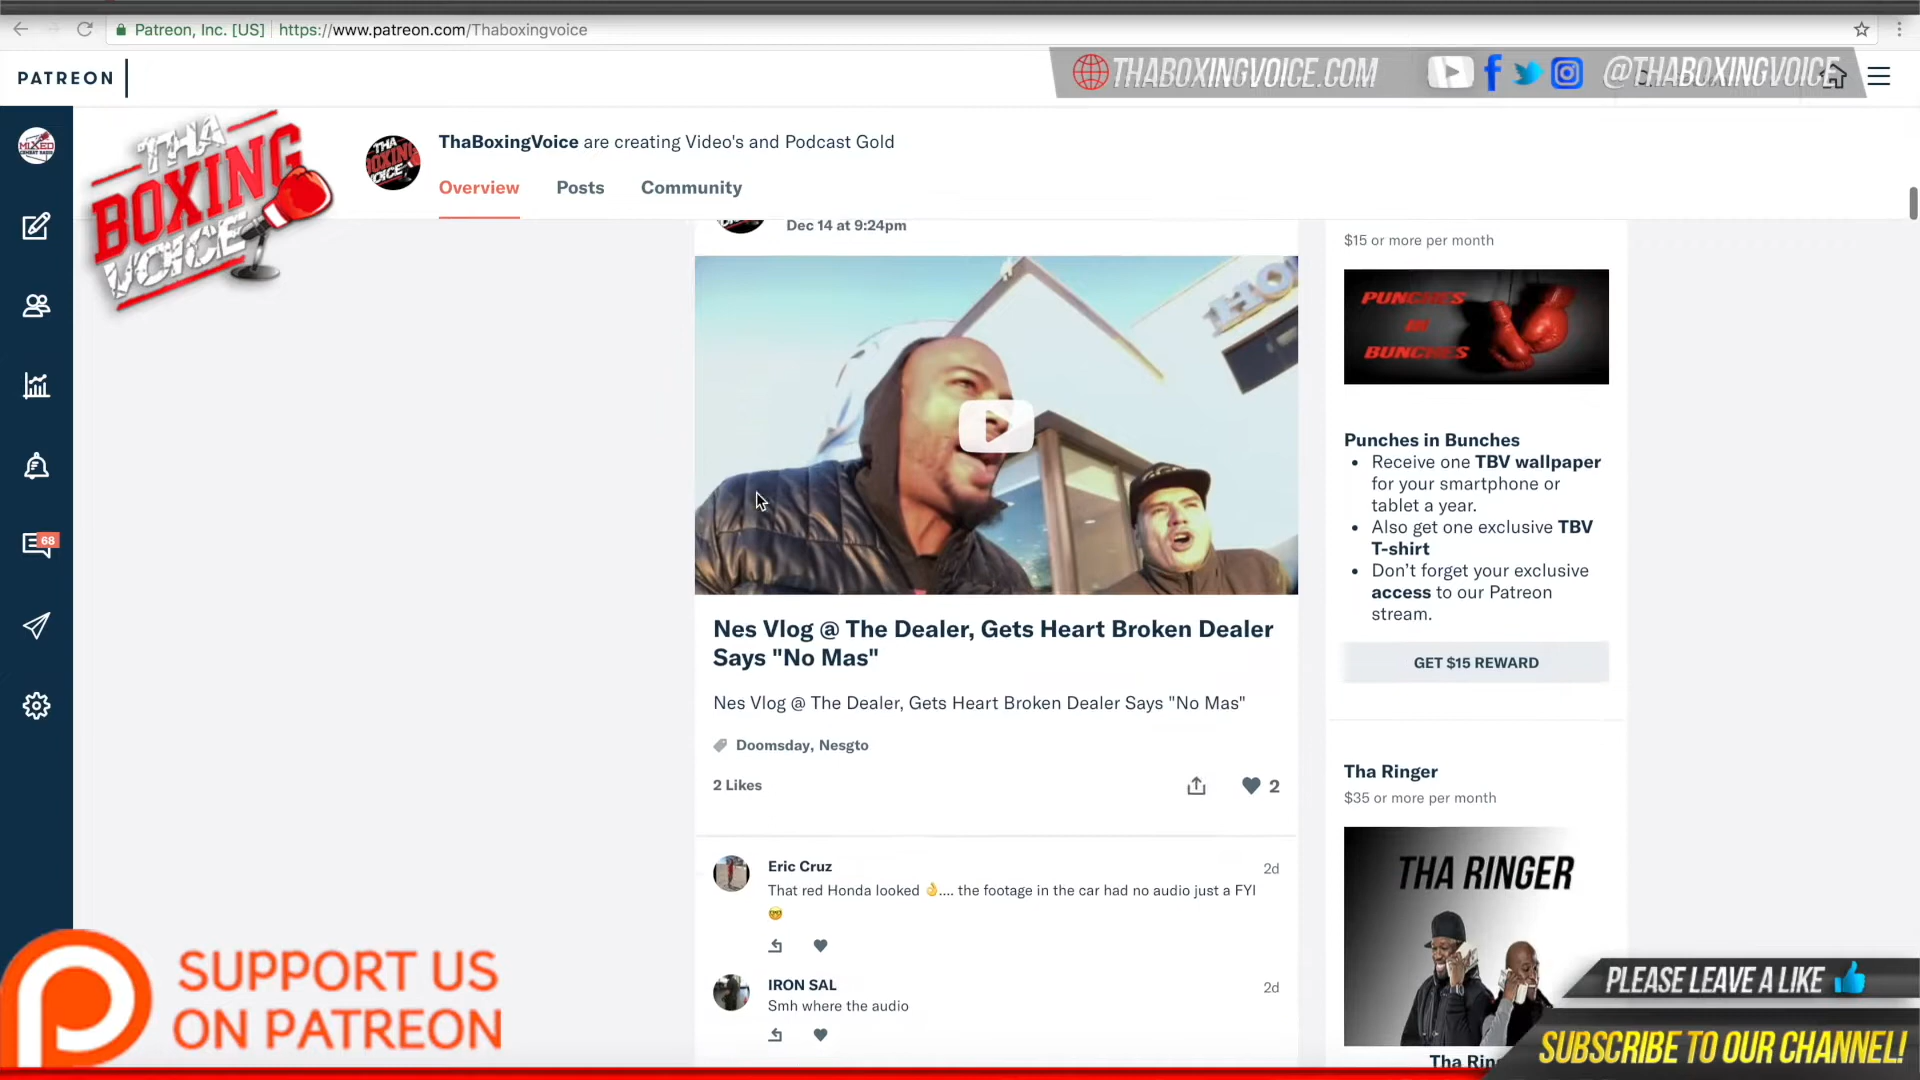 Patreon, Inc. [US] https://www.patreon.com/Thaboxingvoice
PATREON
THABOXINGVOICE.COM
@THABOXINGVOICE
MIXED
THA
BOXING
VOICE
THA
BOXING
VOICE
ThaBoxingVoice are creating Video's and Podcast Gold
Overview Posts Community
Dec 14 at 9:24pm
HO
Nes Vlog @ The Dealer, Gets Heart Broken Dealer
Says "No Mas"
Nes Vlog @ The Dealer, Gets Heart Broken Dealer Says "No Mas"
Doomsday, Nesgto
2 Likes
2
Eric Cruz
2d
That red Honda looked 👌.... the footage in the car had no audio just a FYI
🤓
IRON SAL
2d
Smh where the audio
$15 or more per month
PUNCHES
IN
BUNCHES
Punches in Bunches
• Receive one TBV wallpaper
for your smartphone or
tablet a year.
• Also get one exclusive TBV
T-shirt
• Don't forget your exclusive
access to our Patreon
stream.
GET $15 REWARD
Tha Ringer
$35 or more per month
THA RINGER
68
SUPPORT US
ON PATREON
PLEASE LEAVE A LIKE
SUBSCRIBE TO OUR CHANNEL!